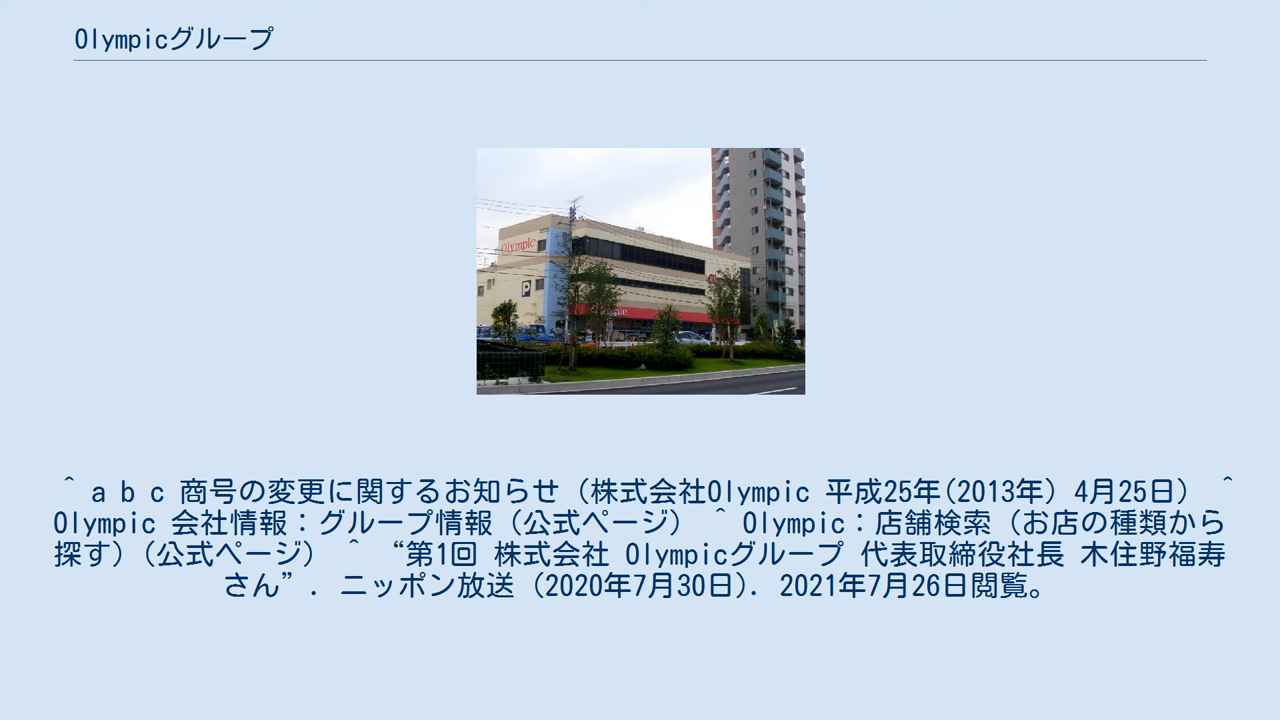 Olympicグループ
Olympic
P
Olympic
＾ a b c 商号の変更に関するお知らせ（株式会社Olympic 平成25年(2013年）4月25日） ＾
Olympic 会社情報：グループ情報（公式ページ） ＾ Olympic：店舗検索（お店の種類から
探す）（公式ページ） ＾ “第1回 株式会社 Olympicグループ 代表取締役社長 木住野福寿
さん”. ニッポン放送 (2020年7月30日). 2021年7月26日閲覧。